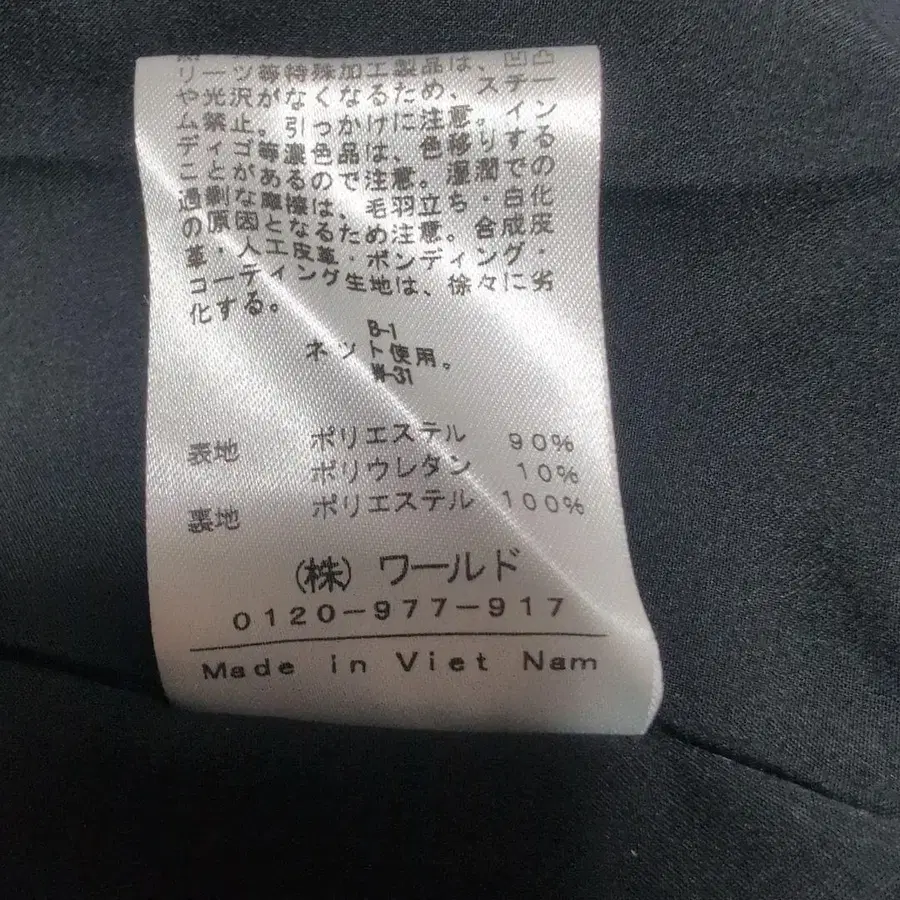 リーツ等特殊加工製品は、凹凸
や光沢がなくなるため、スチー
ム禁止。引っかけに注意。イン
ディゴ等濃色品は、色移りする
ことがあるので注意。湿潤での
過剰な摩擦は、毛羽立ち・白化
の原因となるため注意。合成皮
革・人工皮革・ボンディング・
コーティング生地は、徐々に劣
化する。
B-1
ネット使用。
W-31
表地 ポリエステル 90%
ポリウレタン 10%
裏地 ポリエステル 100%
(株) ワールド
0120-977-917
Made in Viet Nam